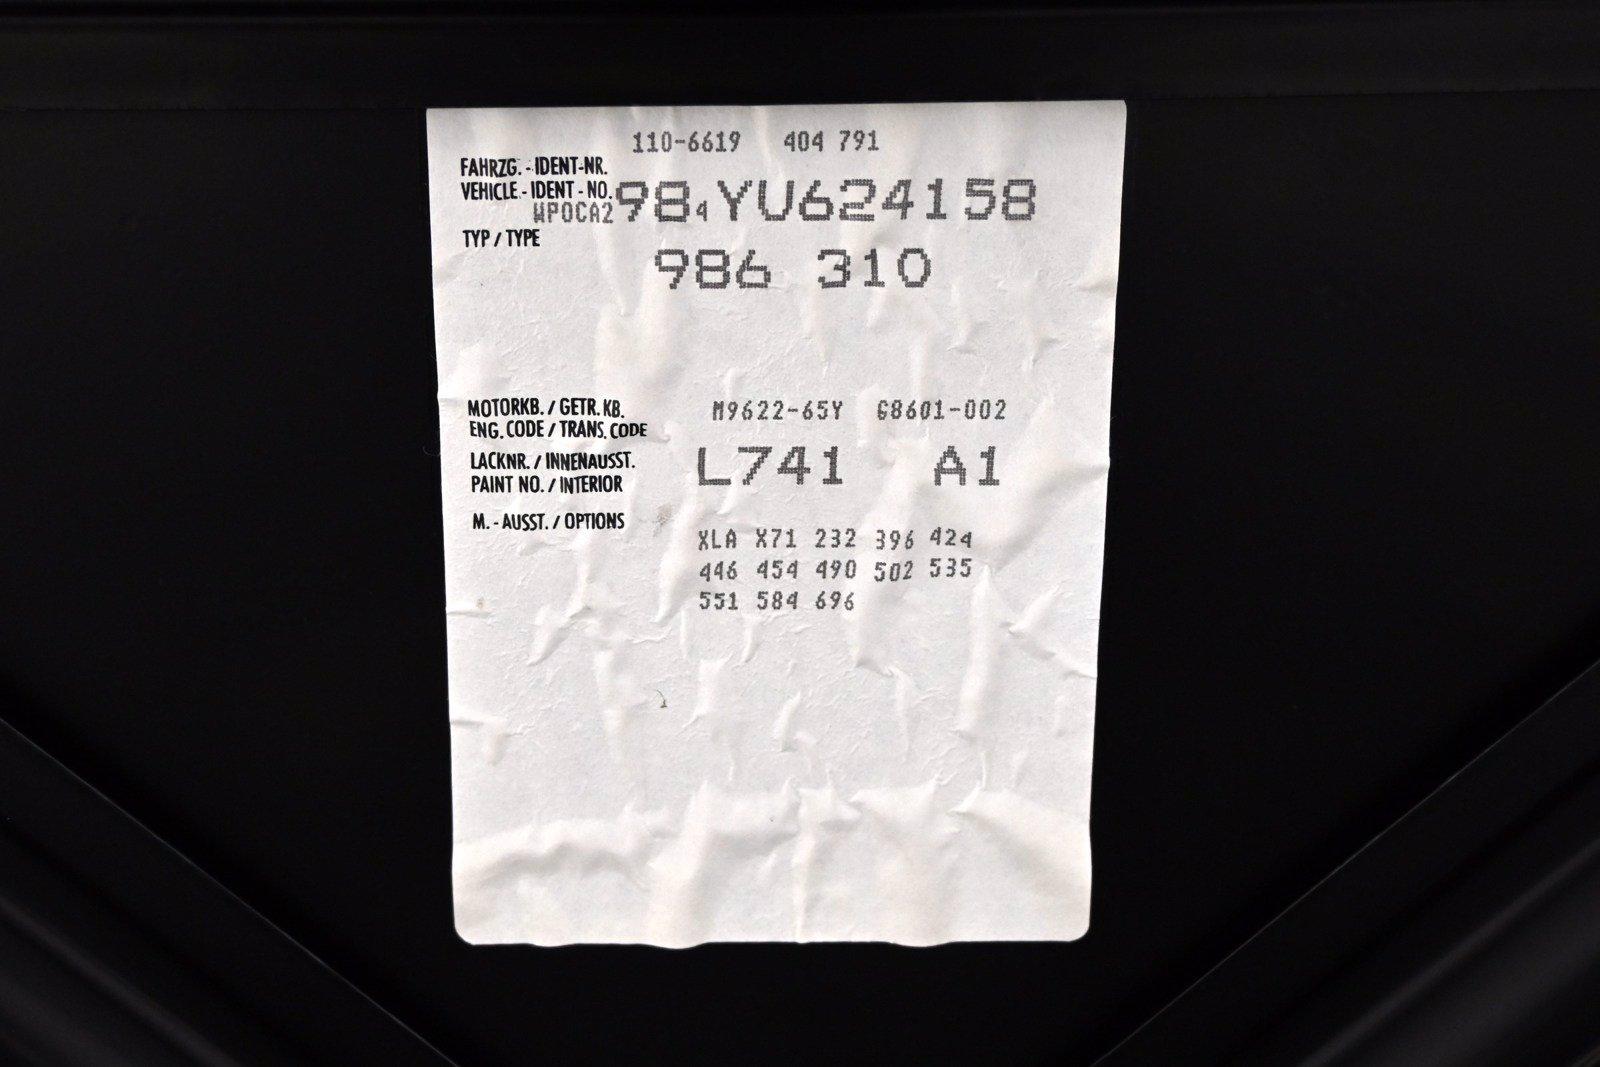 110-6619 404 791
FAHRZG.-IDENT-NR.
VEHICLE.-IDENT-NO.
WP0CA2984YU624158
TYP / TYPE
986 310
MOTORKB. / GETR. KB.
ENG. CODE / TRANS. CODE
M9622-65Y G8601-002
LACKNR. / INNENAUSST.
PAINT NO. / INTERIOR
L741 A1
M.-AUSST. / OPTIONS
XLA X71 232 396 424
446 454 490 502 535
551 584 696